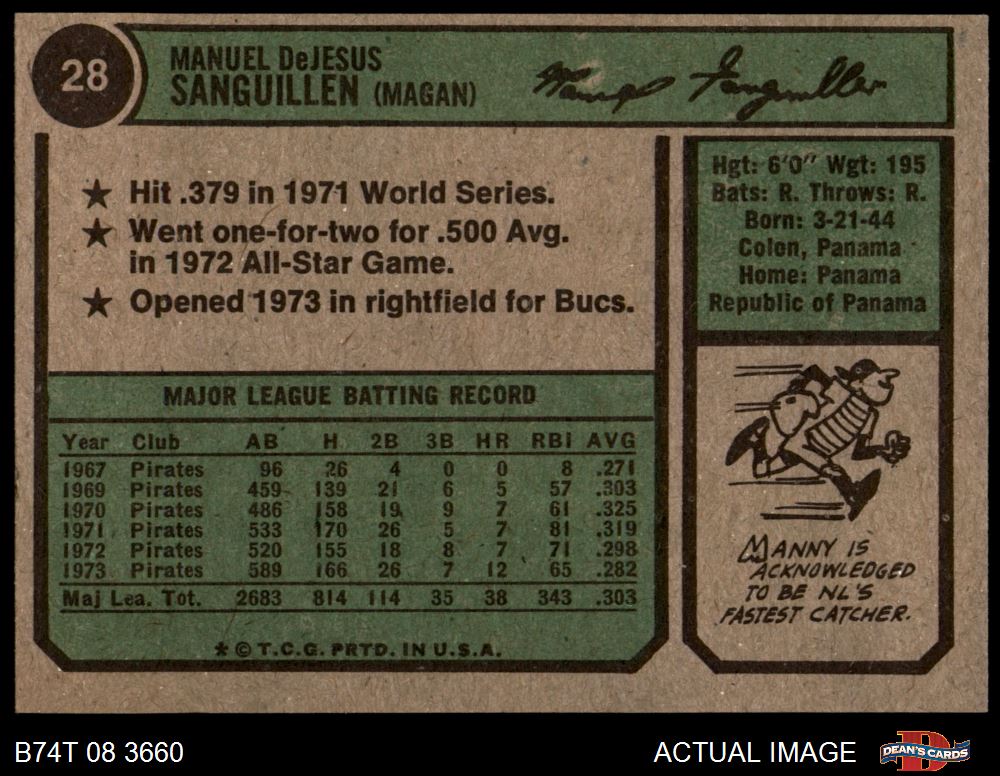 28
MANUEL DeJESUS
SANGUILLEN (MAGAN)
Manuel Sanguillen
★ Hit .379 in 1971 World Series.
★ Went one-for-two for .500 Avg.
in 1972 All-Star Game.
★ Opened 1973 in rightfield for Bucs.
Hgt: 6'0" Wgt: 195
Bats: R. Throws: R.
Born: 3-21-44
Colon, Panama
Home: Panama
Republic of Panama
MAJOR LEAGUE BATTING RECORD
Year Club AB H 2B 3B HR RBI AVG
1967 Pirates 96 26 4 0 0 8 .271
1969 Pirates 459 139 21 6 5 57 .303
1970 Pirates 486 158 19 9 7 61 .325
1971 Pirates 533 170 26 5 7 81 .319
1972 Pirates 520 155 18 8 7 71 .298
1973 Pirates 589 166 26 7 12 65 .282
Maj Lea. Tot. 2683 814 114 35 38 343 .303
* © T.C.G. PRTD. IN U.S.A.
MANNY IS
ACKNOWLEDGED
TO BE NL'S
FASTEST CATCHER.
B74T 08 3660
ACTUAL IMAGE
DEAN'S CARDS